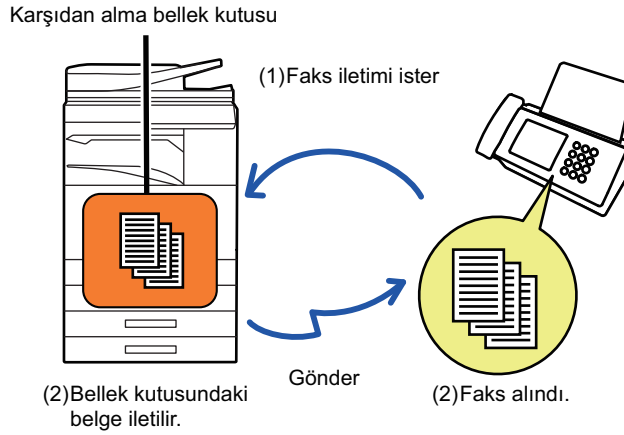 Karşıdan alma bellek kutusu
(1)Faks iletimi ister
Gönder
(2)Bellek kutusundaki
belge iletilir.
(2)Faks alındı.